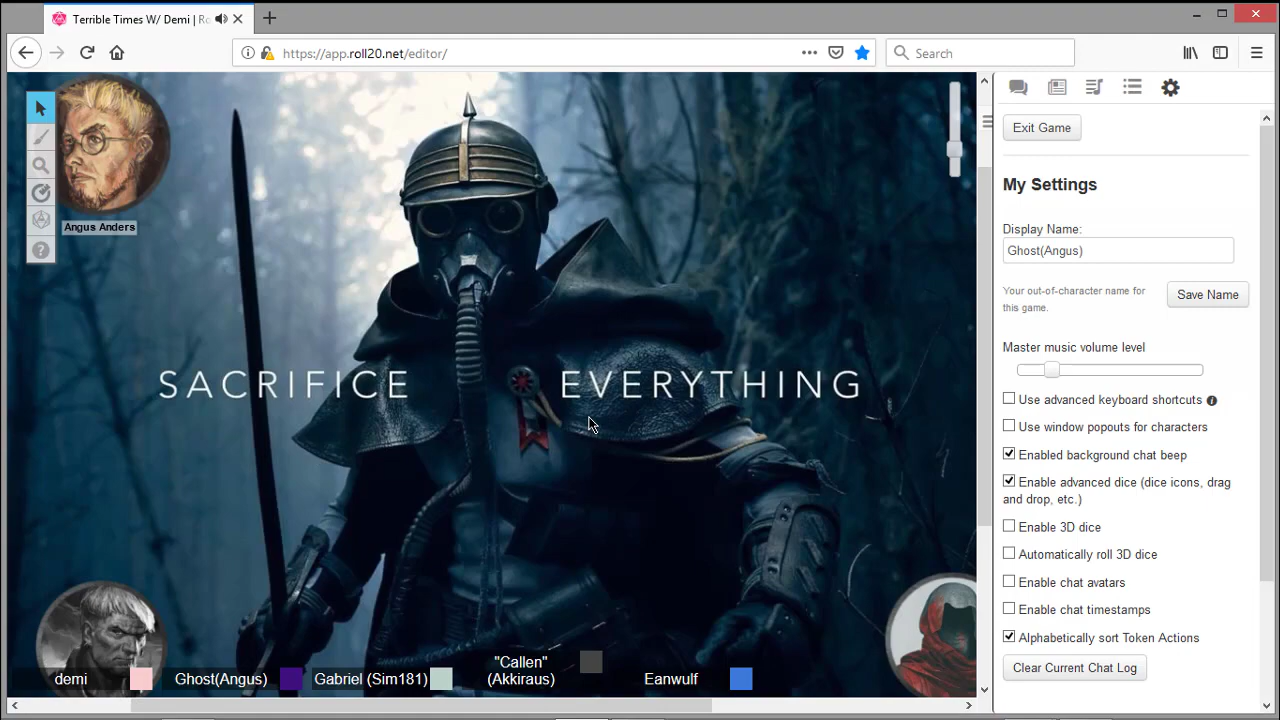 Terrible Times W/ Demi | Ro
https://app.roll20.net/editor/
Search
Angus Anders
SACRIFICE EVERYTHING
demi
Ghost(Angus)
Gabriel (Sim181)
"Callen"
(Akkiraus)
Eanwulf
Exit Game
My Settings
Display Name:
Ghost(Angus)
Your out-of-character name for
this game.
Save Name
Master music volume level
Use advanced keyboard shortcuts
Use window popouts for characters
Enabled background chat beep
Enable advanced dice (dice icons, drag
and drop, etc.)
Enable 3D dice
Automatically roll 3D dice
Enable chat avatars
Enable chat timestamps
Alphabetically sort Token Actions
Clear Current Chat Log